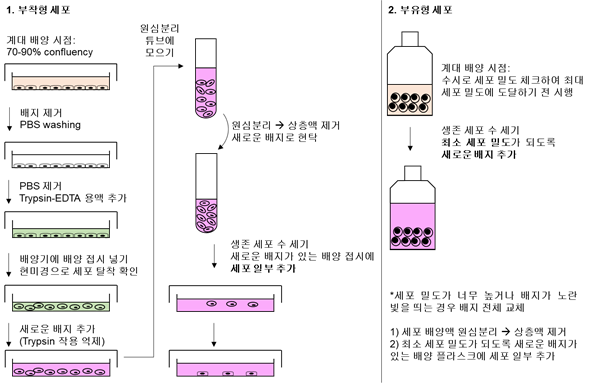 1. 부착형 세포
계대 배양 시점:
70-90% confluency
배지 제거
PBS washing
PBS 제거
Trypsin-EDTA 용액 추가
배양기에 배양 접시 넣기
현미경으로 세포 탈착 확인
새로운 배지 추가
(Trypsin 작용 억제)
원심분리
튜브에
모으기
원심분리 → 상층액 제거
새로운 배지로 현탁
생존 세포 수 세기
새로운 배지가 있는 배양 접시에
세포 일부 추가
2. 부유형 세포
계대 배양 시점:
수시로 세포 밀도 체크하여 최대
세포 밀도에 도달하기 전 시행
생존 세포 수 세기
최소 세포 밀도가 되도록
새로운 배지 추가
*세포 밀도가 너무 높거나 배지가 노란
빛을 띄는 경우 배지 전체 교체
1) 세포 배양액 원심분리 → 상층액 제거
2) 최소 세포 밀도가 되도록 새로운 배지가
있는 배양 플라스크에 세포 일부 추가